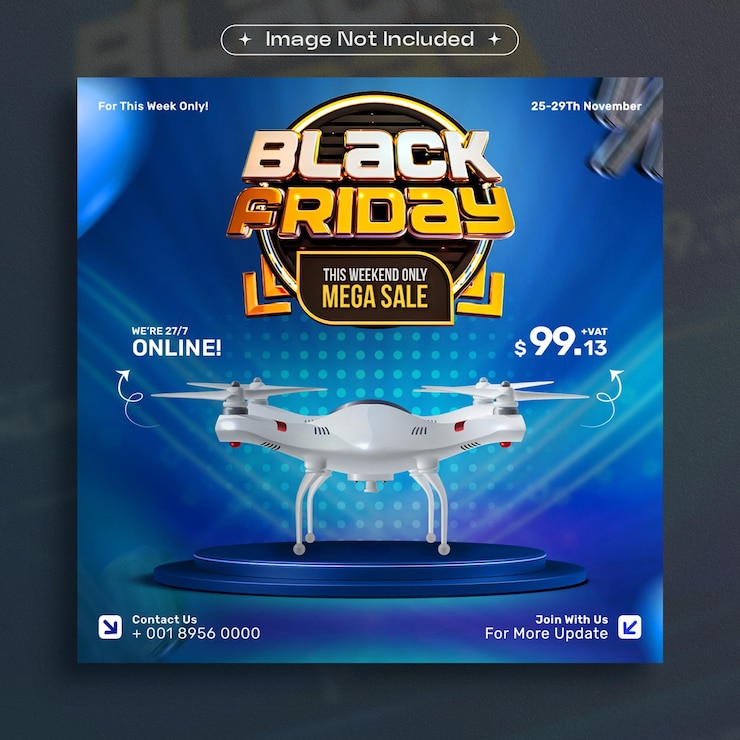 Image Not Included
For This Week Only!
25-29Th November
BLACK
FRIDAY
THIS WEEKEND ONLY
MEGA SALE
WE'RE 27/7
ONLINE!
$99.13 +VAT
Contact Us
+ 001 8956 0000
Join With Us
For More Update